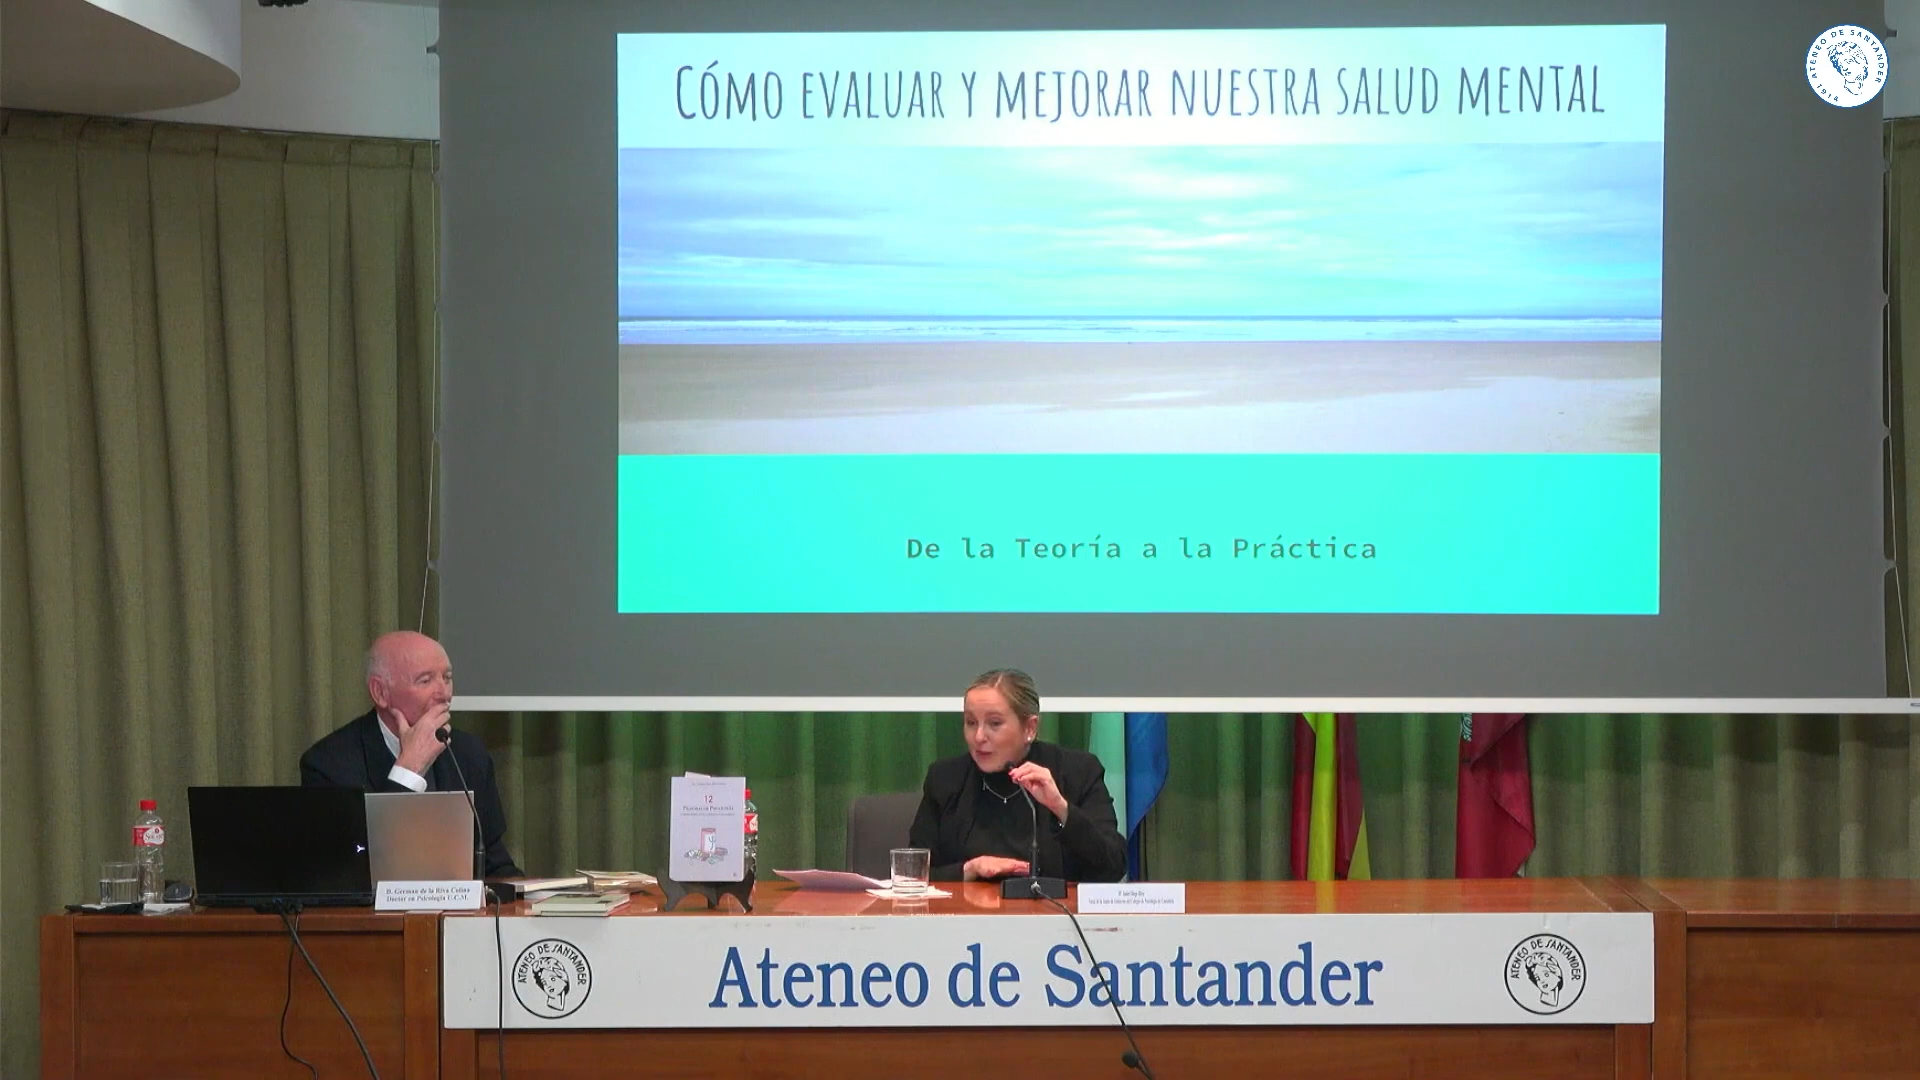 CÓMO EVALUAR Y MEJORAR NUESTRA SALUD MENTAL
De la Teoría a la Práctica
ATENEO DE SANTANDER
1914
12
D. German de la Riva Colina
Doctor en Psicología U.C.M.
Ateneo de Santander
ATENEO DE SANTANDER
ATENEO DE SANTANDER